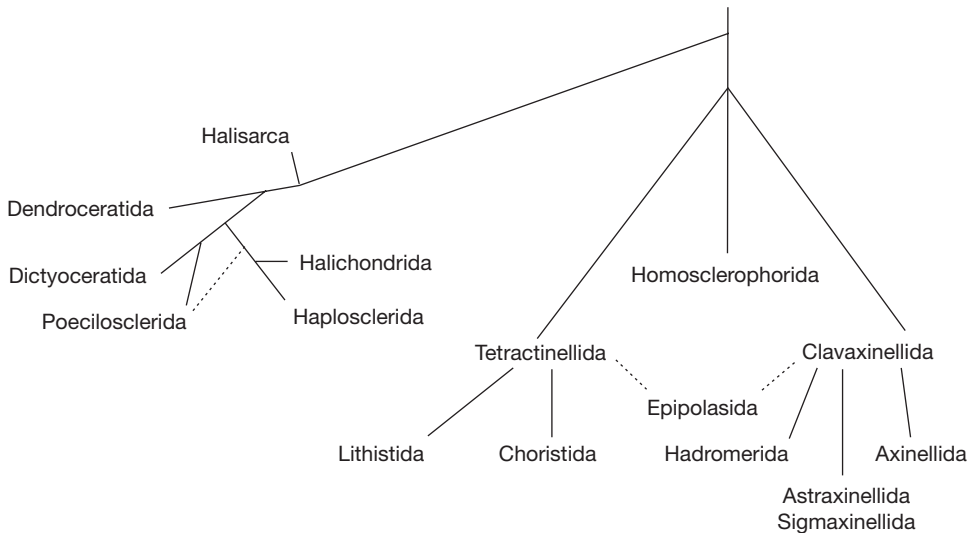 Halisarca
Dendroceratida
Dictyoceratida
Halichondrida
Homosclerophorida
Poecilosclerida
Haplosclerida
Tetractinellida
Clavaxinellida
Epipolasida
Lithistida
Choristida
Hadromerida
Axinellida
Astraxinellida
Sigmaxinellida